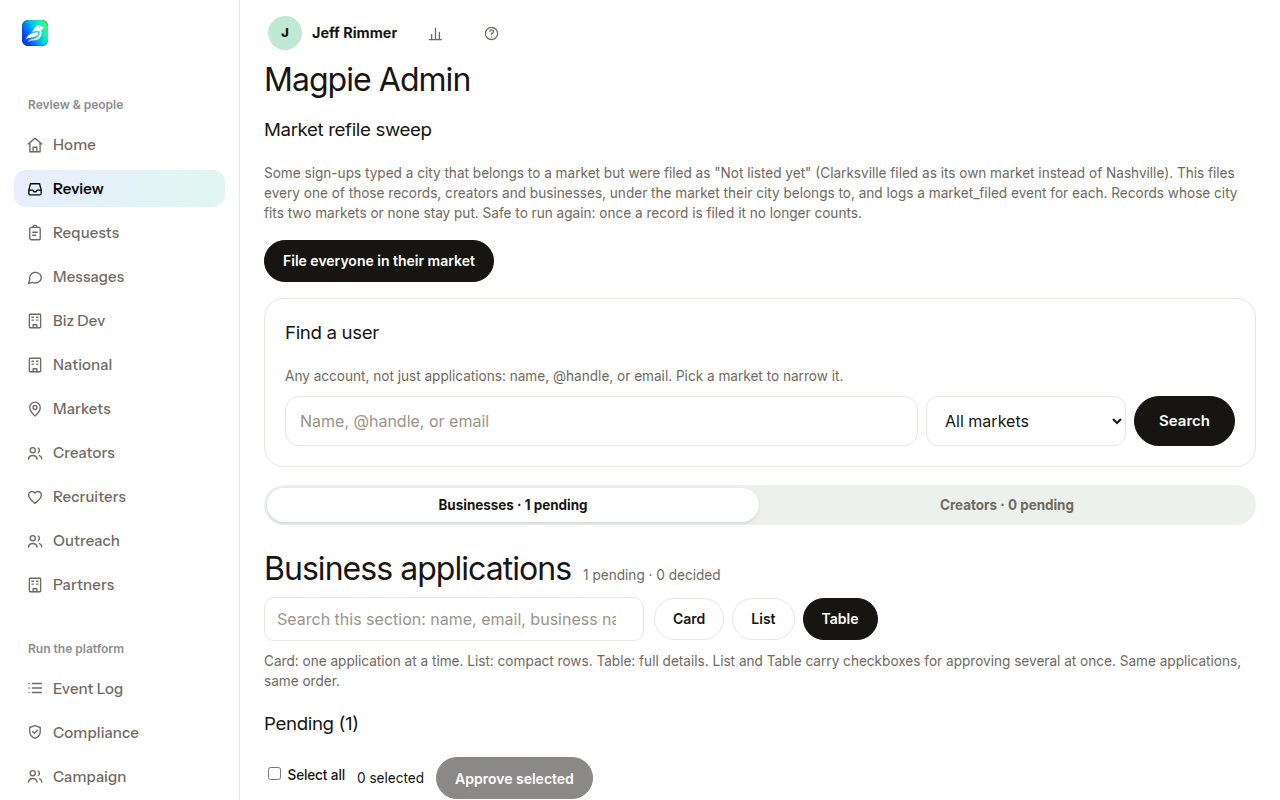 J
Jeff Rimmer
Magpie Admin
Market refile sweep
Some sign-ups typed a city that belongs to a market but were filed as "Not listed yet" (Clarksville filed as its own market instead of Nashville). This files
every one of those records, creators and businesses, under the market their city belongs to, and logs a market_filed event for each. Records whose city
fits two markets or none stay put. Safe to run again: once a record is filed it no longer counts.
File everyone in their market
Find a user
Any account, not just applications: name, @handle, or email. Pick a market to narrow it.
Name, @handle, or email
All markets
Search
Businesses · 1 pending
Creators · 0 pending
Business applications
1 pending · 0 decided
Search this section: name, email, business na
Card
List
Table
Card: one application at a time. List: compact rows. Table: full details. List and Table carry checkboxes for approving several at once. Same applications,
same order.
Pending (1)
Select all
0 selected
Approve selected
Review & people
Home
Review
Requests
Messages
Biz Dev
National
Markets
Creators
Recruiters
Outreach
Partners
Run the platform
Event Log
Compliance
Campaign